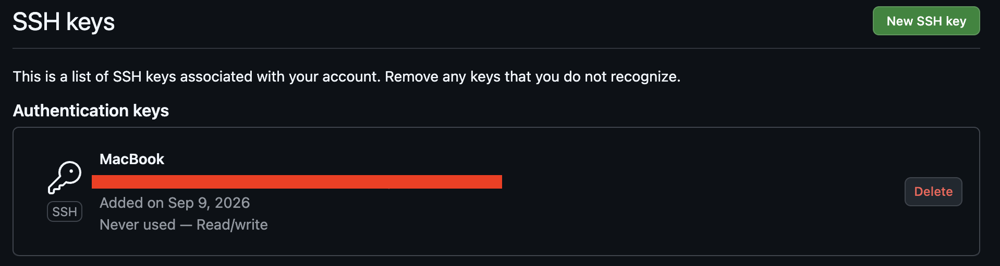 SSH keys
New SSH key
This is a list of SSH keys associated with your account. Remove any keys that you do not recognize.
Authentication keys
MacBook
Added on Sep 9, 2026
Never used — Read/write
SSH
Delete